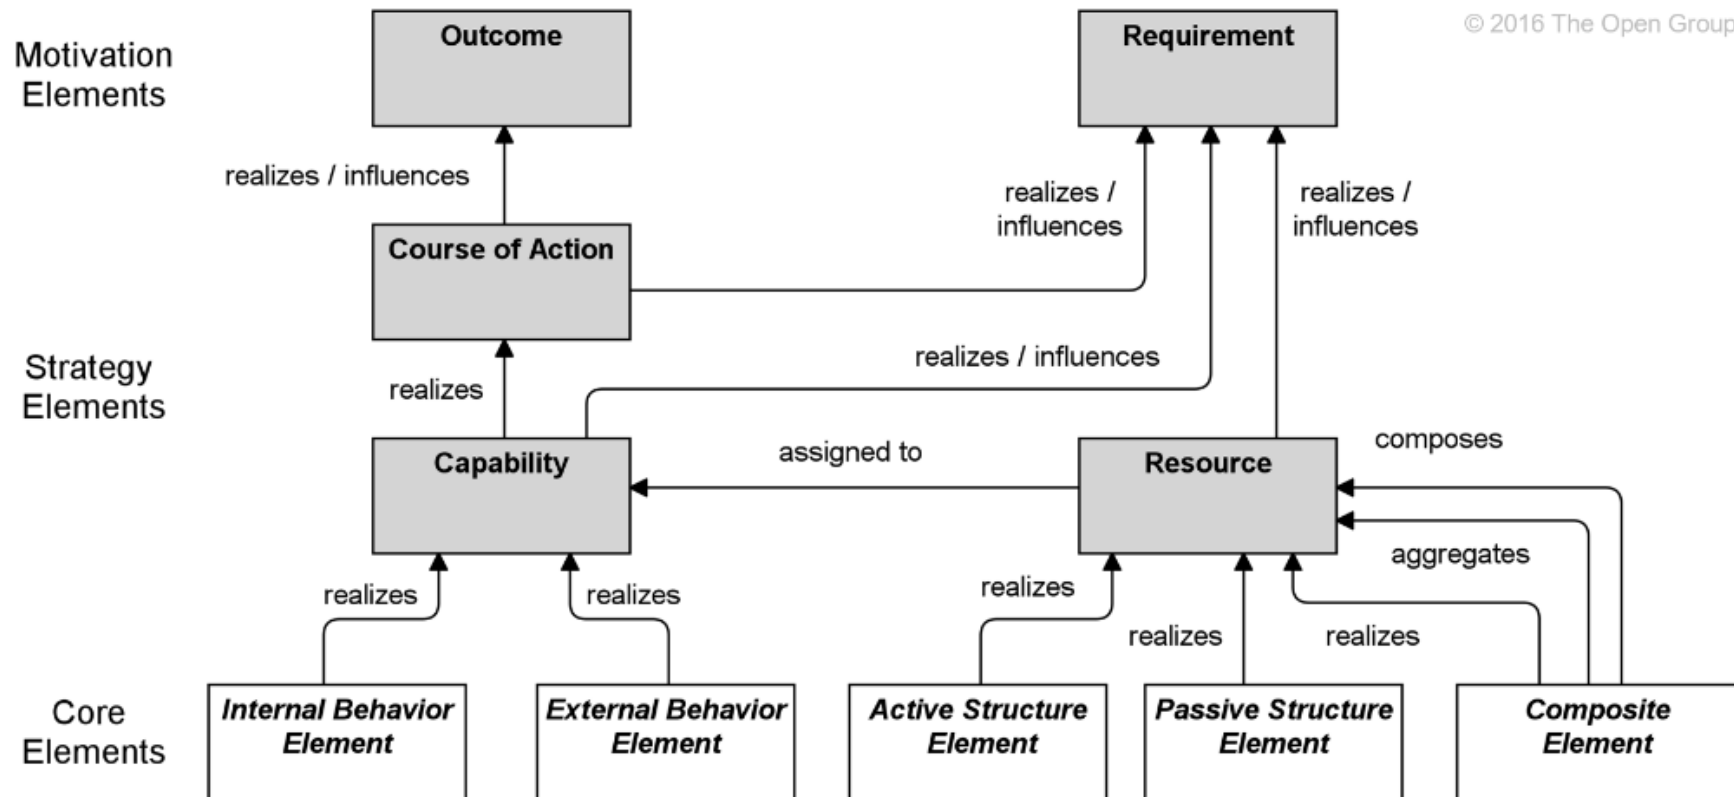 © 2016 The Open Group
Motivation
Elements
Outcome
Requirement
realizes / influences
realizes /
influences
realizes /
influences
Course of Action
Strategy
Elements
realizes / influences
realizes
composes
Capability
assigned to
Resource
aggregates
realizes
realizes
realizes
realizes
realizes
Core
Elements
Internal Behavior
Element
External Behavior
Element
Active Structure
Element
Passive Structure
Element
Composite
Element